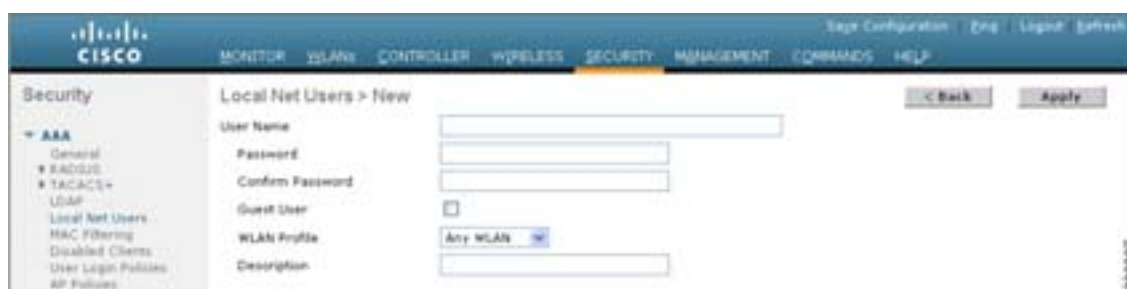 Save Configuration Ping Logout Refresh
CISCO
MONITOR WLANs CONTROLLER WIRELESS SECURITY MANAGEMENT COMMANDS HELP
Security
Local Net Users > New
< Back Apply
AAA
General
RADIUS
TACACS+
LDAP
Local Net Users
MAC Filtering
Disabled Clients
User Login Policies
AP Policies
User Name
Password
Confirm Password
Guest User
WLAN Profile Any WLAN
Description